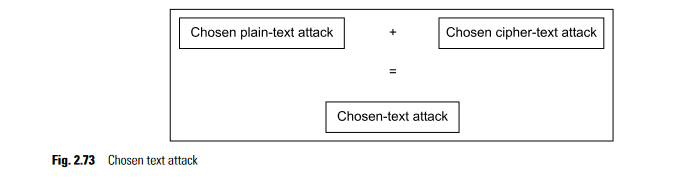 Chosen plain-text attack + Chosen cipher-text attack
=
Chosen-text attack
Fig. 2.73 Chosen text attack